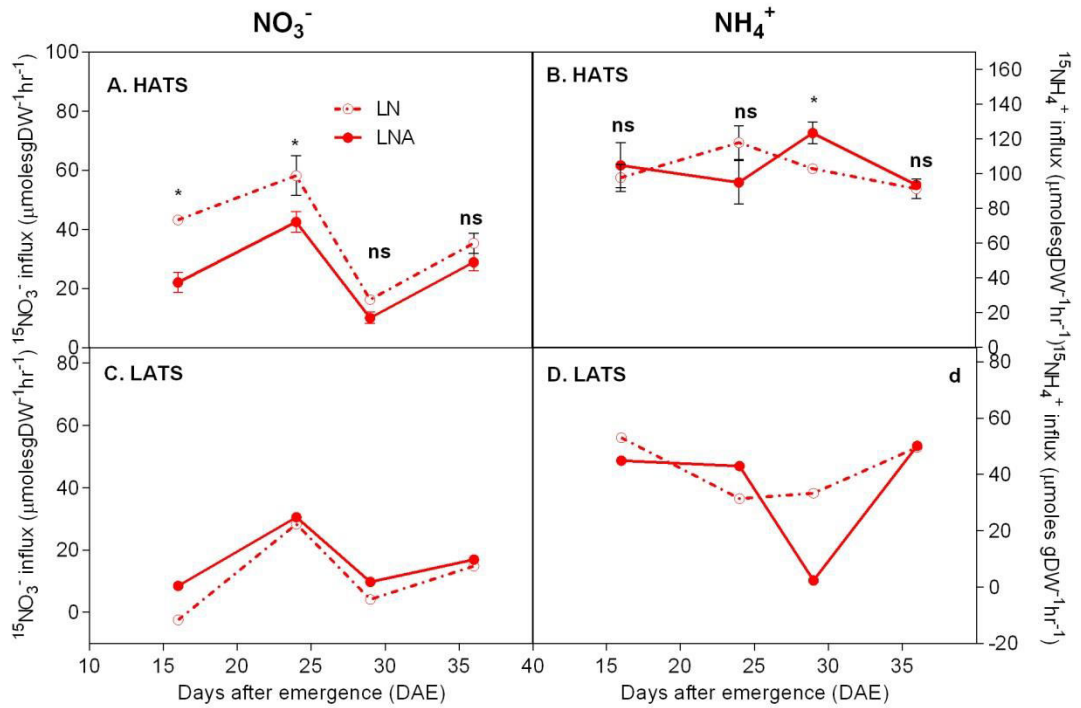 NO₃⁻
NH₄⁺
A. HATS
LN
LNA
*
*
ns
ns
100
80
60
40
20
0
¹⁵NO₃⁻ influx (μmolesgDW⁻¹hr⁻¹)
B. HATS
ns
ns
*
ns
160
140
120
100
80
60
40
20
0
¹⁵NH₄⁺ influx (μmolesgDW⁻¹hr⁻¹)
C. LATS
80
60
40
20
0
¹⁵NO₃⁻ influx (μmolesgDW⁻¹hr⁻¹)
10 15 20 25 30 35 40
Days after emergence (DAE)
D. LATS
d
80
60
40
20
0
-20
¹⁵NH₄⁺ influx (μmoles gDW⁻¹hr⁻¹)
15 20 25 30 35
Days after emergence (DAE)